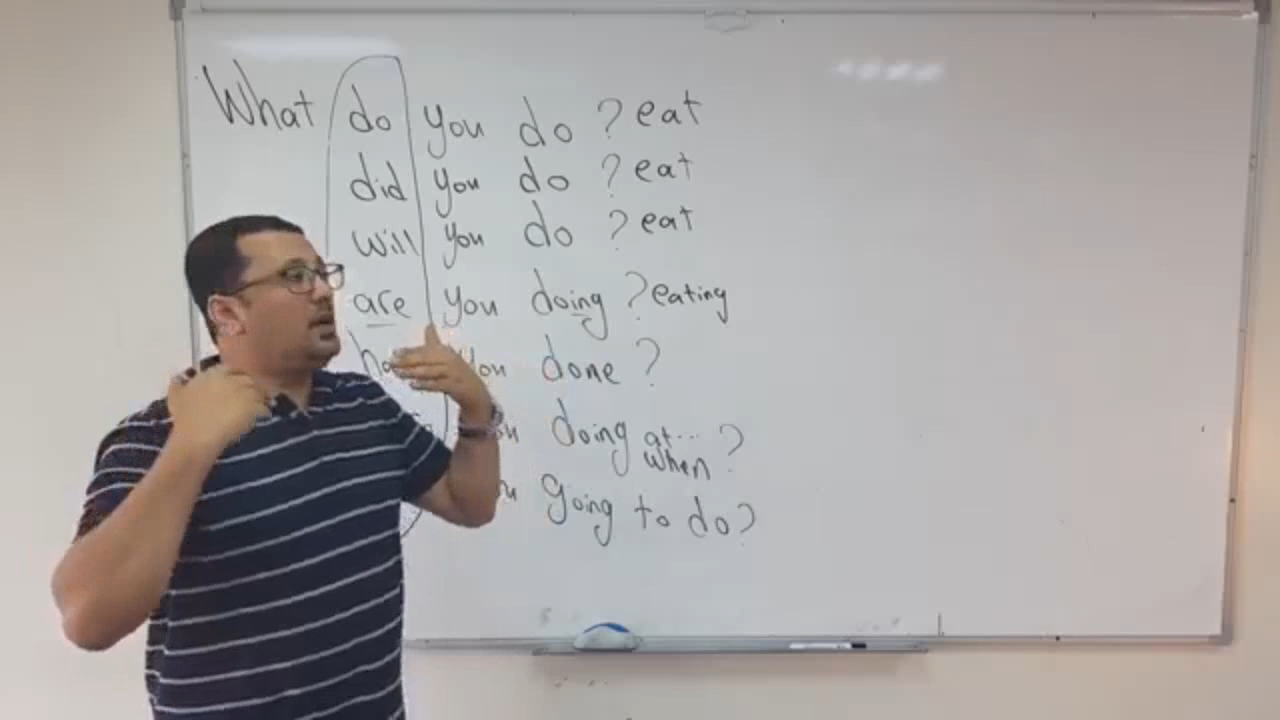 What do you do ? eat
did you do ? eat
will you do ? eat
are you doing ? eating
you done ?
doing at... when ?
going to do?